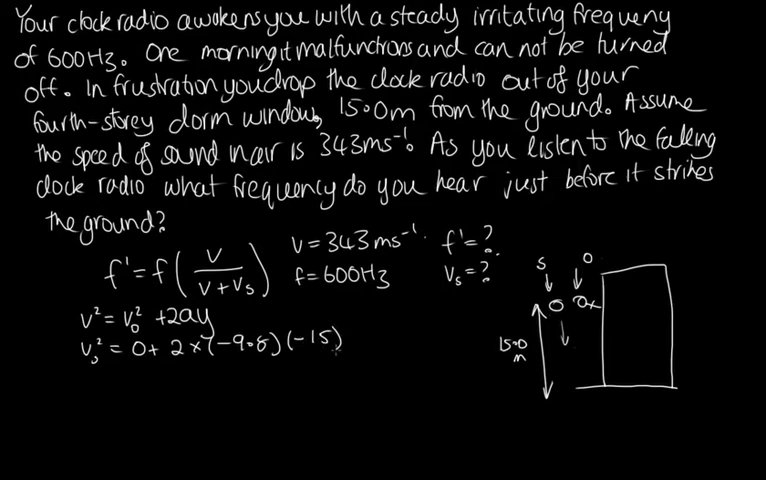 Your clock radio awakens you with a steady irritating frequency
of 600Hz. One morning it malfunctions and can not be turned
off. In frustration you drop the clock radio out of your
fourth-storey dorm window, 15.0m from the ground. Assume
the speed of sound in air is 343ms⁻¹. As you listen to the falling
clock radio what frequency do you hear just before it strikes
the ground?
f' = f (v / (v + vₛ))
v = 343 ms⁻¹
f' = ?
f = 600Hz
vₛ = ?
v² = v₀² + 2ay
vₛ² = 0 + 2 × (-9.8)(-15)
S
O
15.0
m